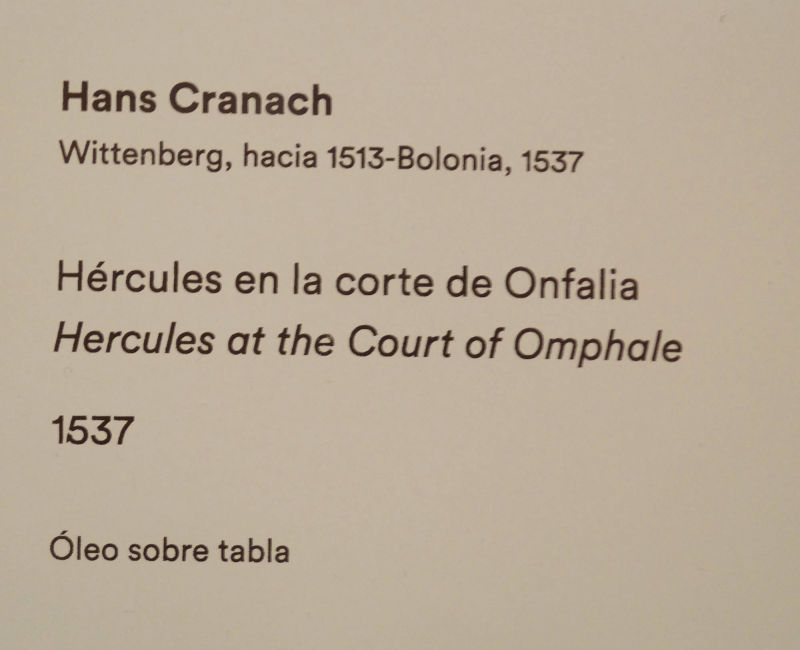 Hans Cranach
Wittenberg, hacia 1513-Bolonia, 1537
Hércules en la corte de Onfalia
Hercules at the Court of Omphale
1537
Óleo sobre tabla